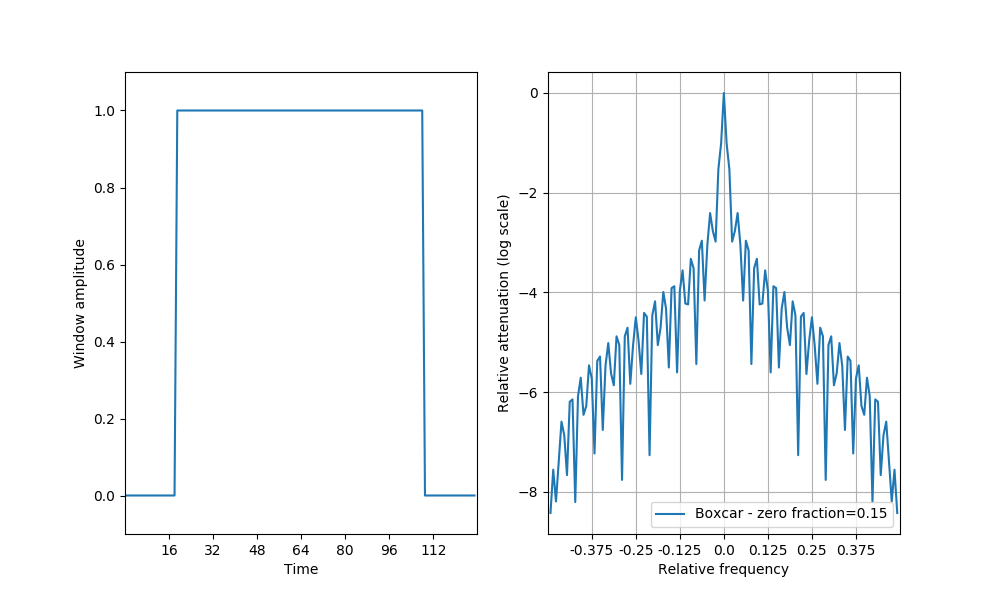 Window amplitude
1.0
0.8
0.6
0.4
0.2
0.0
16 32 48 64 80 96 112
Time
Relative attenuation (log scale)
0
−2
−4
−6
−8
Boxcar - zero fraction=0.15
-0.375 -0.25 -0.125 0.0 0.125 0.25 0.375
Relative frequency